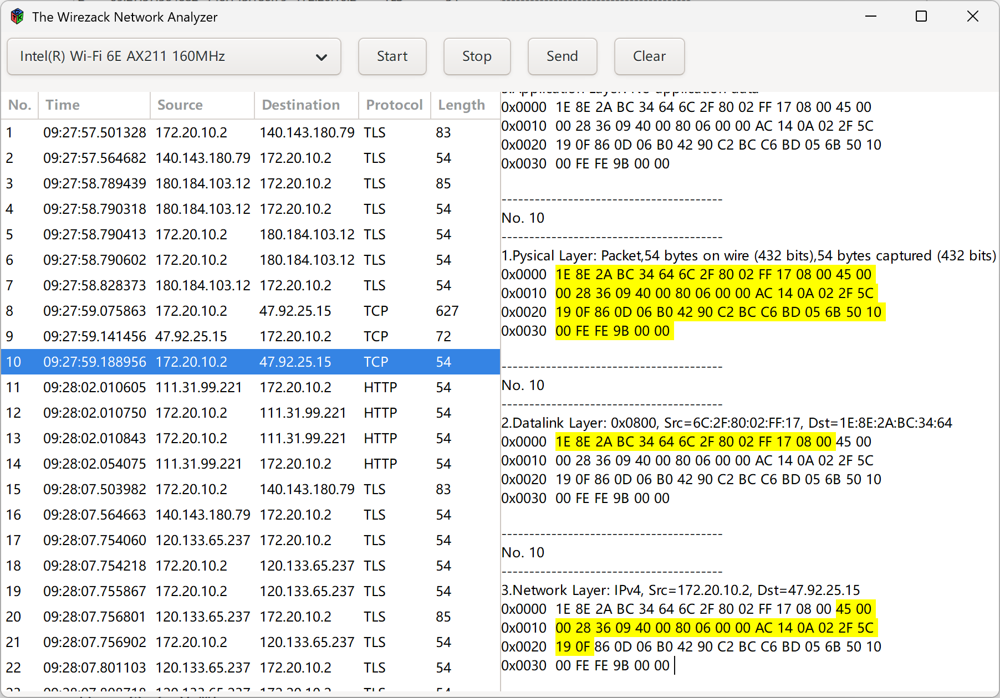 The Wirezack Network Analyzer
Intel(R) Wi-Fi 6E AX211 160MHz
Start
Stop
Send
Clear
No. Time Source Destination Protocol Length
1 09:27:57.501328 172.20.10.2 140.143.180.79 TLS 83
2 09:27:57.564682 140.143.180.79 172.20.10.2 TLS 54
3 09:27:58.789439 180.184.103.12 172.20.10.2 TLS 85
4 09:27:58.790318 180.184.103.12 172.20.10.2 TLS 54
5 09:27:58.790413 172.20.10.2 180.184.103.12 TLS 54
6 09:27:58.790602 172.20.10.2 180.184.103.12 TLS 54
7 09:27:58.828373 180.184.103.12 172.20.10.2 TLS 54
8 09:27:59.075863 172.20.10.2 47.92.25.15 TCP 627
9 09:27:59.141456 47.92.25.15 172.20.10.2 TCP 72
10 09:27:59.188956 172.20.10.2 47.92.25.15 TCP 54
11 09:28:02.010605 111.31.99.221 172.20.10.2 HTTP 54
12 09:28:02.010750 172.20.10.2 111.31.99.221 HTTP 54
13 09:28:02.010843 172.20.10.2 111.31.99.221 HTTP 54
14 09:28:02.054075 111.31.99.221 172.20.10.2 HTTP 54
15 09:28:07.503982 172.20.10.2 140.143.180.79 TLS 83
16 09:28:07.564663 140.143.180.79 172.20.10.2 TLS 54
17 09:28:07.754060 120.133.65.237 172.20.10.2 TLS 54
18 09:28:07.754218 172.20.10.2 120.133.65.237 TLS 54
19 09:28:07.755867 172.20.10.2 120.133.65.237 TLS 54
20 09:28:07.756801 120.133.65.237 172.20.10.2 TLS 85
21 09:28:07.756902 172.20.10.2 120.133.65.237 TLS 54
22 09:28:07.801103 120.133.65.237 172.20.10.2 TLS 54
5.Application Layer: No application data
0x0000 1E 8E 2A BC 34 64 6C 2F 80 02 FF 17 08 00 45 00
0x0010 00 28 36 09 40 00 80 06 00 00 AC 14 0A 02 2F 5C
0x0020 19 0F 86 0D 06 B0 42 90 C2 BC C6 BD 05 6B 50 10
0x0030 00 FE FE 9B 00 00
----------------------------------------
No. 10
----------------------------------------
1.Pysical Layer: Packet,54 bytes on wire (432 bits),54 bytes captured (432 bits)
0x0000 1E 8E 2A BC 34 64 6C 2F 80 02 FF 17 08 00 45 00
0x0010 00 28 36 09 40 00 80 06 00 00 AC 14 0A 02 2F 5C
0x0020 19 0F 86 0D 06 B0 42 90 C2 BC C6 BD 05 6B 50 10
0x0030 00 FE FE 9B 00 00
----------------------------------------
No. 10
----------------------------------------
2.Datalink Layer: 0x0800, Src=6C:2F:80:02:FF:17, Dst=1E:8E:2A:BC:34:64
0x0000 1E 8E 2A BC 34 64 6C 2F 80 02 FF 17 08 00 45 00
0x0010 00 28 36 09 40 00 80 06 00 00 AC 14 0A 02 2F 5C
0x0020 19 0F 86 0D 06 B0 42 90 C2 BC C6 BD 05 6B 50 10
0x0030 00 FE FE 9B 00 00
----------------------------------------
No. 10
----------------------------------------
3.Network Layer: IPv4, Src=172.20.10.2, Dst=47.92.25.15
0x0000 1E 8E 2A BC 34 64 6C 2F 80 02 FF 17 08 00 45 00
0x0010 00 28 36 09 40 00 80 06 00 00 AC 14 0A 02 2F 5C
0x0020 19 0F 86 0D 06 B0 42 90 C2 BC C6 BD 05 6B 50 10
0x0030 00 FE FE 9B 00 00